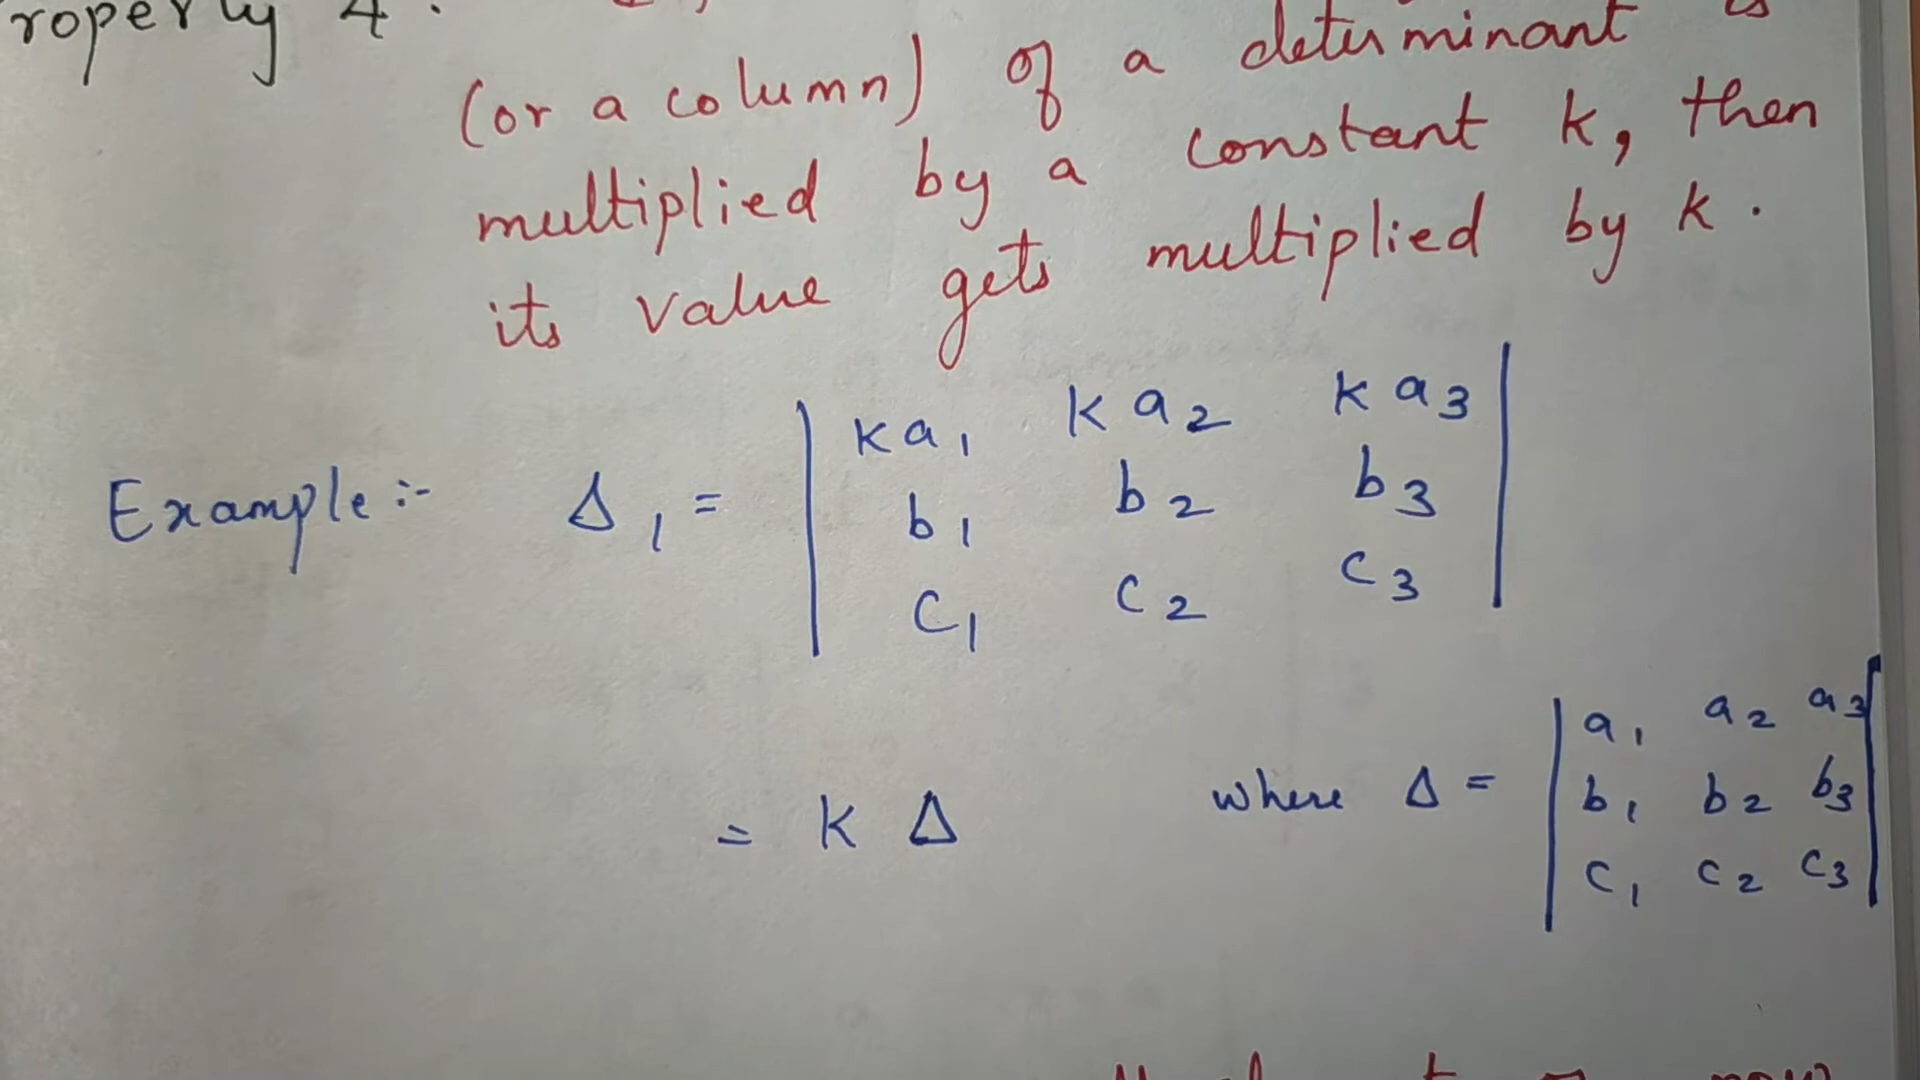 roperty 4:
(or a column) of a determinant is
multiplied by a constant k, then
its value gets multiplied by k.
Example :- Δ₁ = | ka₁ ka₂ ka₃ |
| b₁ b₂ b₃ |
| c₁ c₂ c₃ |
= k Δ where Δ = | a₁ a₂ a₃ |
| b₁ b₂ b₃ |
| c₁ c₂ c₃ |